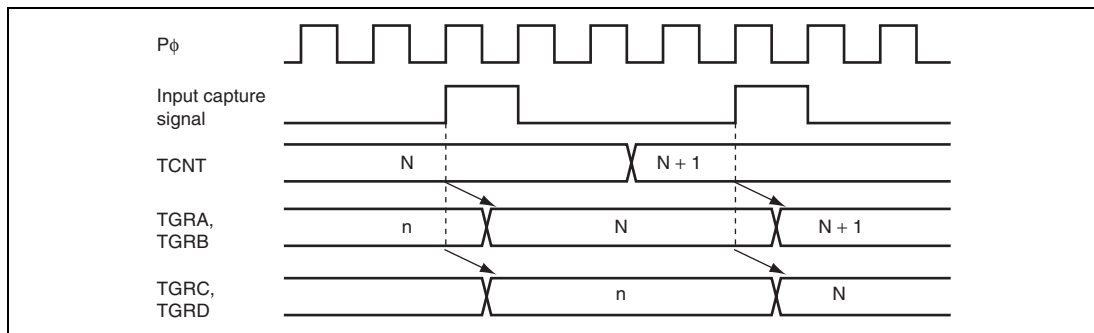 Pϕ
Input capture
signal
TCNT
N
N + 1
TGRA,
TGRB
n
N
N + 1
TGRC,
TGRD
n
N